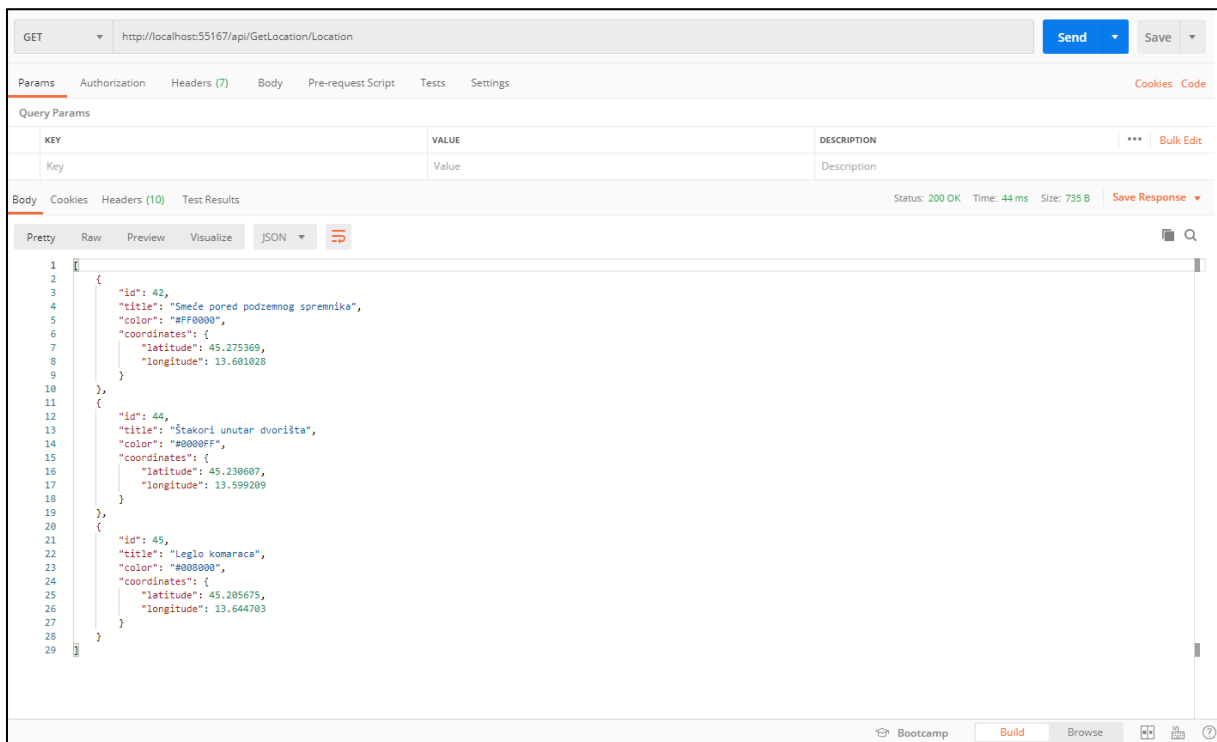 GET http://localhost:55167/api/GetLocation/Location Send Save
Params Authorization Headers (7) Body Pre-request Script Tests Settings Cookies Code
Query Params
KEY VALUE DESCRIPTION ••• Bulk Edit
Key Value Description
Body Cookies Headers (10) Test Results Status: 200 OK Time: 44 ms Size: 735 B Save Response
Pretty Raw Preview Visualize JSON
1 [
2 {
3 "id": 42,
4 "title": "Smeće pored podzemnog spremnika",
5 "color": "#FF0000",
6 "coordinates": {
7 "latitude": 45.275369,
8 "longitude": 13.601028
9 }
10 },
11 {
12 "id": 44,
13 "title": "Štakori unutar dvorišta",
14 "color": "#0000FF",
15 "coordinates": {
16 "latitude": 45.230607,
17 "longitude": 13.599209
18 }
19 },
20 {
21 "id": 45,
22 "title": "Leglo komaraca",
23 "color": "#008000",
24 "coordinates": {
25 "latitude": 45.205675,
26 "longitude": 13.644703
27 }
28 }
29 ]
Bootcamp Build Browse